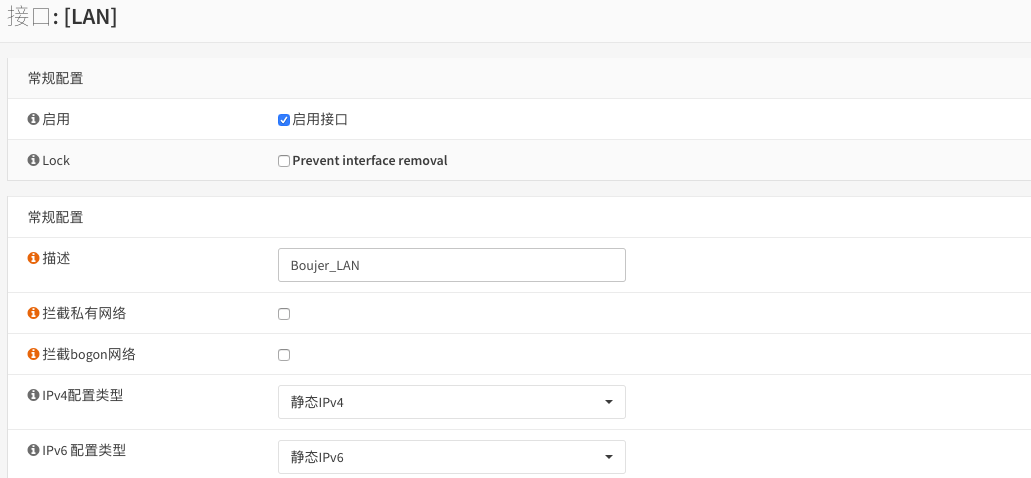 接口: [LAN]
常规配置
启用 启用接口
Lock Prevent interface removal
常规配置
描述 Boujer_LAN
拦截私有网络
拦截bogon网络
IPv4配置类型 静态IPv4
IPv6 配置类型 静态IPv6